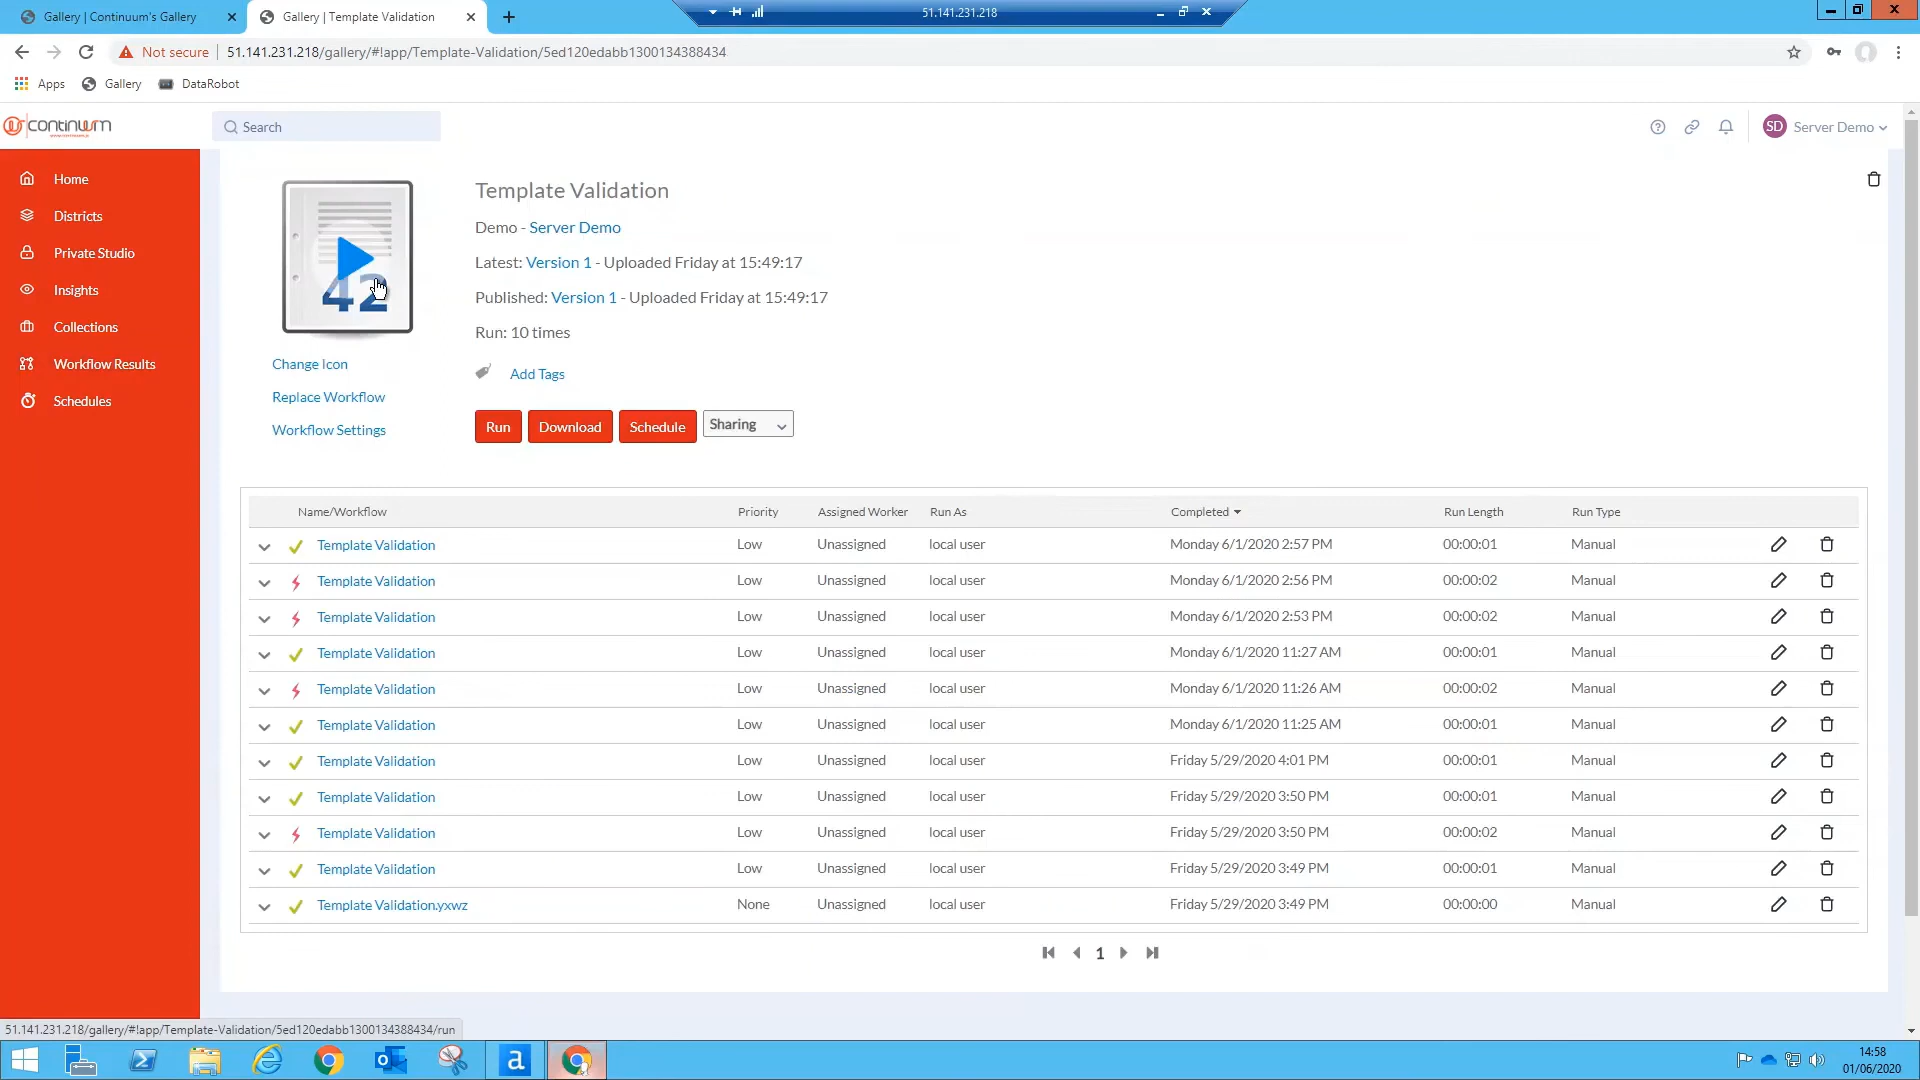 Gallery | Continuum's Gallery
Gallery | Template Validation
51.141.231.218
Not secure 51.141.231.218/gallery/#!app/Template-Validation/5ed120edabb1300134388434
Apps Gallery DataRobot
continuum
Search
SD Server Demo
Home
Districts
Private Studio
Insights
Collections
Workflow Results
Schedules
42
Change Icon
Replace Workflow
Workflow Settings
Template Validation
Demo - Server Demo
Latest: Version 1 - Uploaded Friday at 15:49:17
Published: Version 1 - Uploaded Friday at 15:49:17
Run: 10 times
Add Tags
Run Download Schedule Sharing
Name/Workflow Priority Assigned Worker Run As Completed Run Length Run Type
Template Validation Low Unassigned local user Monday 6/1/2020 2:57 PM 00:00:01 Manual
Template Validation Low Unassigned local user Monday 6/1/2020 2:56 PM 00:00:02 Manual
Template Validation Low Unassigned local user Monday 6/1/2020 2:53 PM 00:00:02 Manual
Template Validation Low Unassigned local user Monday 6/1/2020 11:27 AM 00:00:01 Manual
Template Validation Low Unassigned local user Monday 6/1/2020 11:26 AM 00:00:02 Manual
Template Validation Low Unassigned local user Monday 6/1/2020 11:25 AM 00:00:01 Manual
Template Validation Low Unassigned local user Friday 5/29/2020 4:01 PM 00:00:01 Manual
Template Validation Low Unassigned local user Friday 5/29/2020 3:50 PM 00:00:01 Manual
Template Validation Low Unassigned local user Friday 5/29/2020 3:50 PM 00:00:02 Manual
Template Validation Low Unassigned local user Friday 5/29/2020 3:49 PM 00:00:01 Manual
Template Validation.yxwz None Unassigned local user Friday 5/29/2020 3:49 PM 00:00:00 Manual
1
51.141.231.218/gallery/#!app/Template-Validation/5ed120edabb1300134388434/run
14:58
01/06/2020